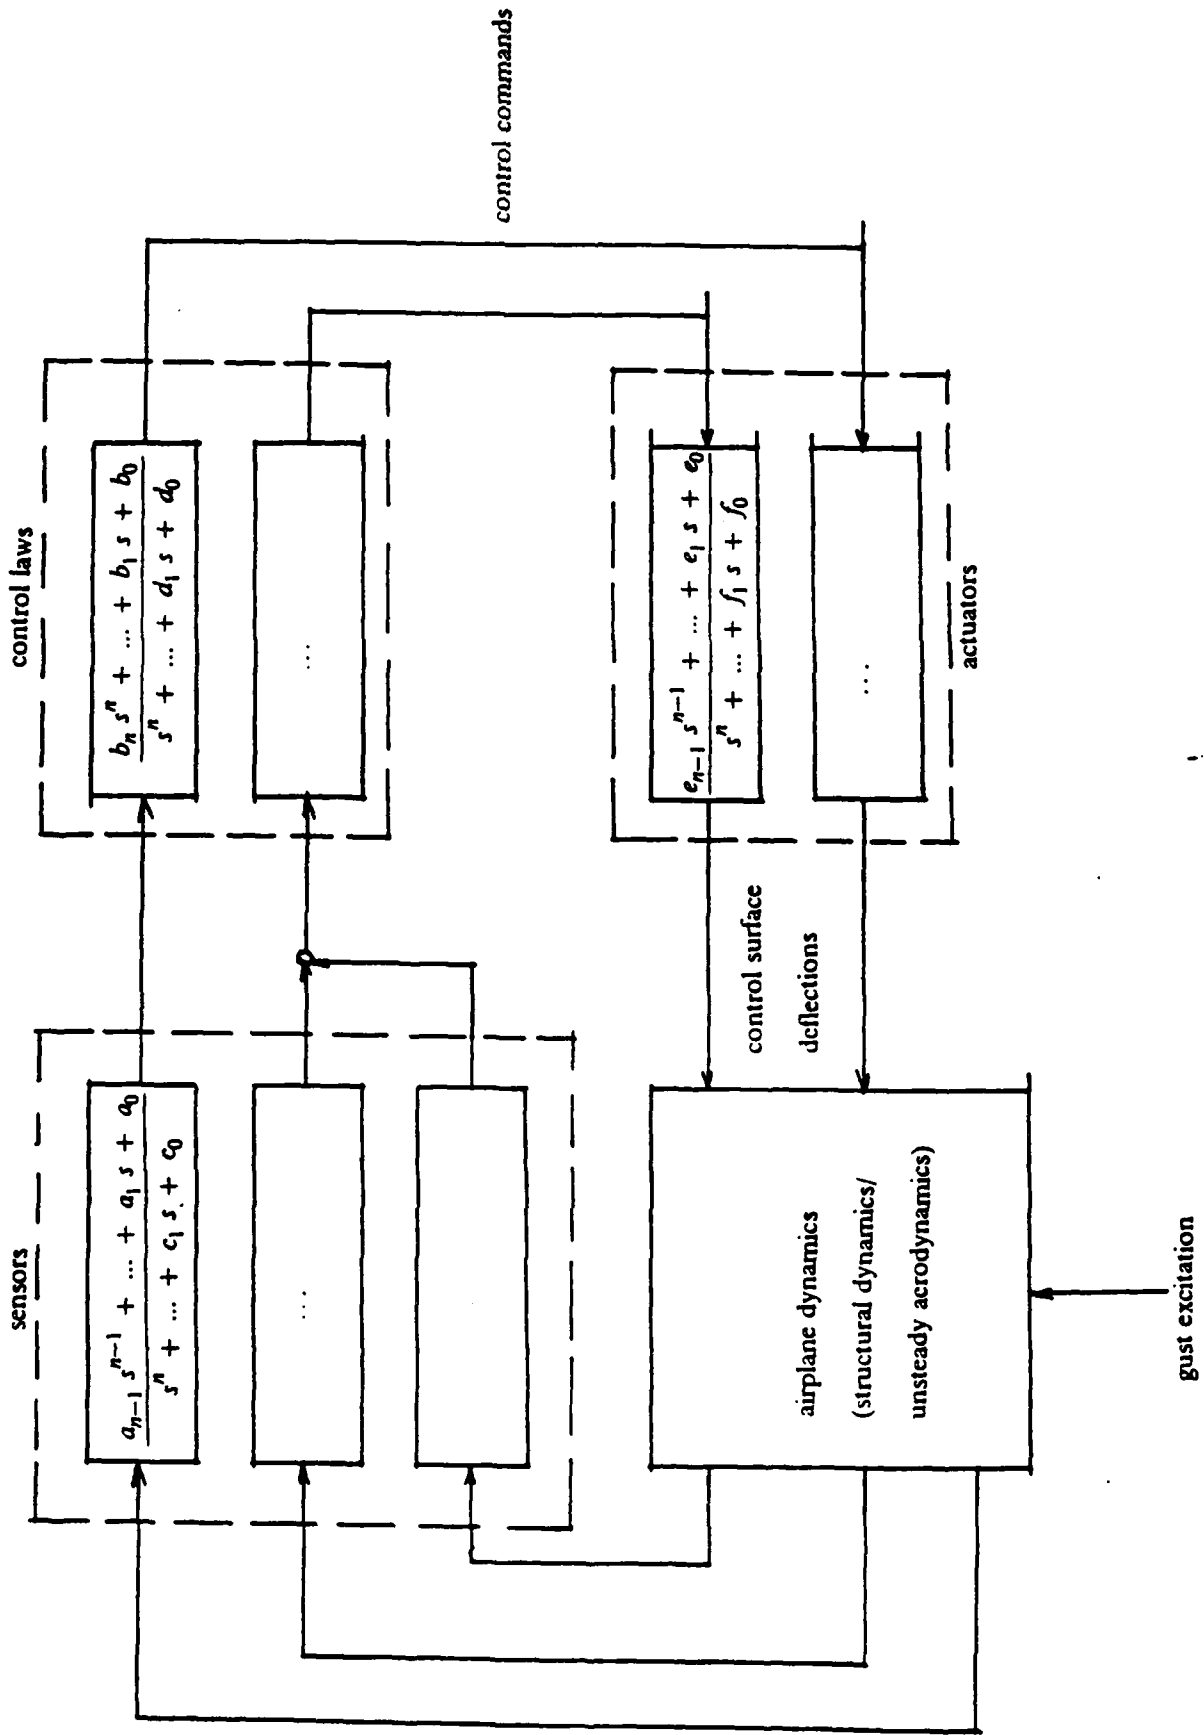 sensors
a_{n-1} s^{n-1} + ... + a_1 s + a_0
s^n + ... + c_1 s + c_0
...
control laws
b_n s^n + ... + b_1 s + b_0
s^n + ... + d_1 s + d_0
...
control commands
e_{n-1} s^{n-1} + ... + e_1 s + e_0
s^n + ... + f_1 s + f_0
...
actuators
control surface
deflections
airplane dynamics
(structural dynamics/
unsteady aerodynamics)
gust excitation